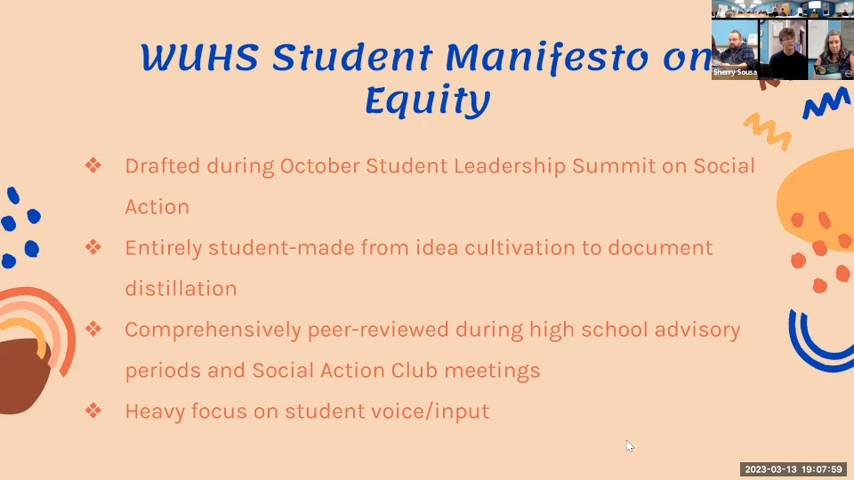 WUHS Student Manifesto on
Equity
Sherry Sousa
❖ Drafted during October Student Leadership Summit on Social
Action
❖ Entirely student-made from idea cultivation to document
distillation
❖ Comprehensively peer-reviewed during high school advisory
periods and Social Action Club meetings
❖ Heavy focus on student voice/input
2023-03-13 19:07:59